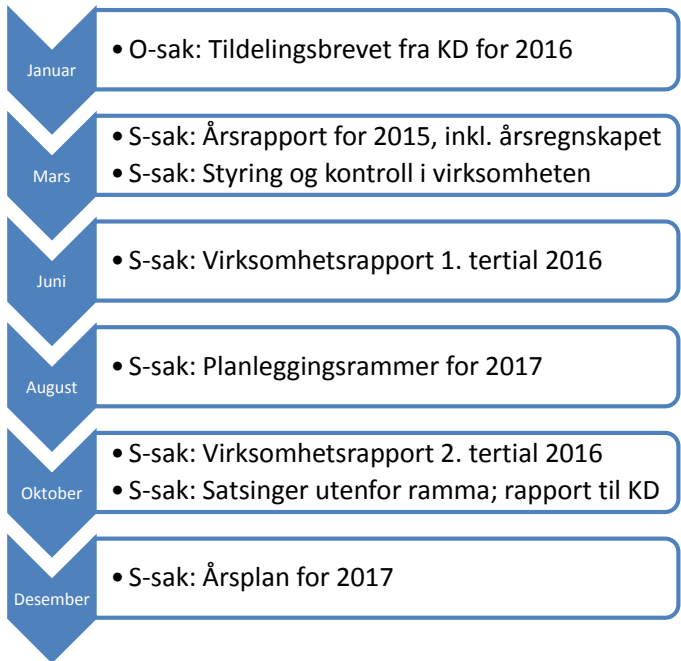 Januar
• O-sak: Tildelingsbrevet fra KD for 2016
Mars
• S-sak: Årsrapport for 2015, inkl. årsregnskapet
• S-sak: Styring og kontroll i virksomheten
Juni
• S-sak: Virksomhetsrapport 1. tertial 2016
August
• S-sak: Planleggingsrammer for 2017
Oktober
• S-sak: Virksomhetsrapport 2. tertial 2016
• S-sak: Satsinger utenfor ramma; rapport til KD
Desember
• S-sak: Årsplan for 2017